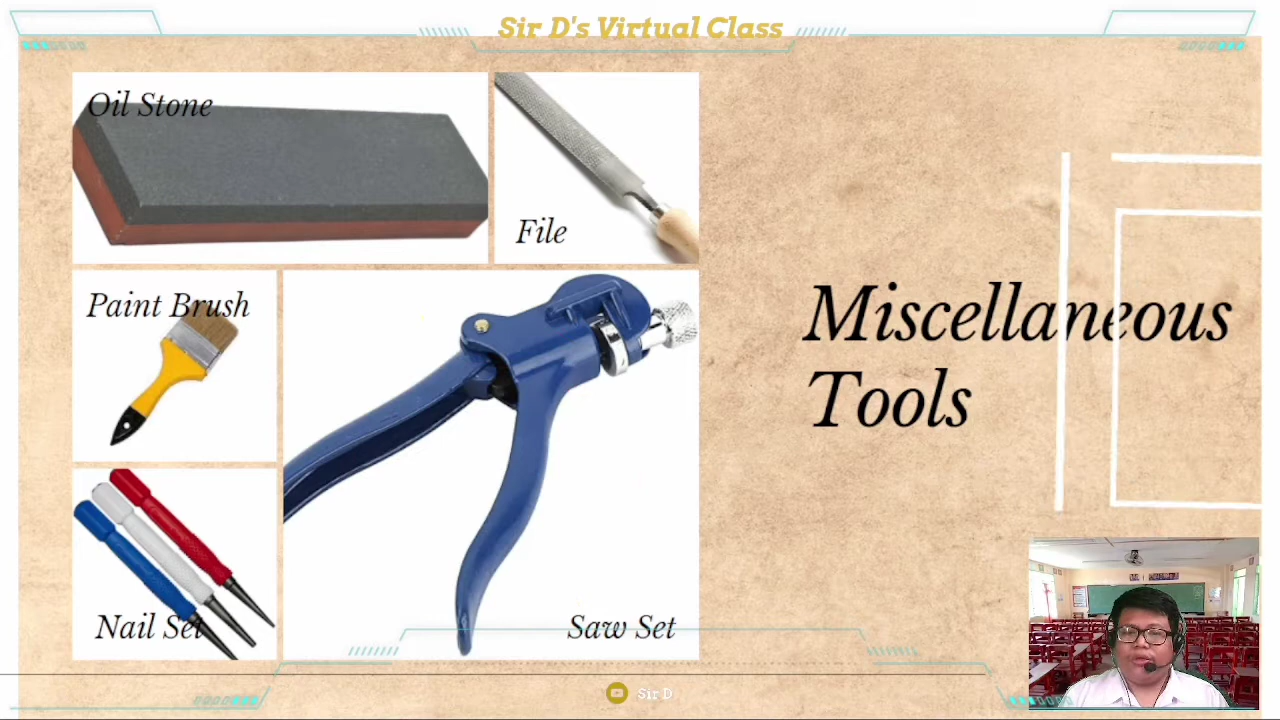 Sir D's Virtual Class
Oil Stone
File
Paint Brush
Nail Set
Saw Set
Miscellaneous
Tools
Sir D